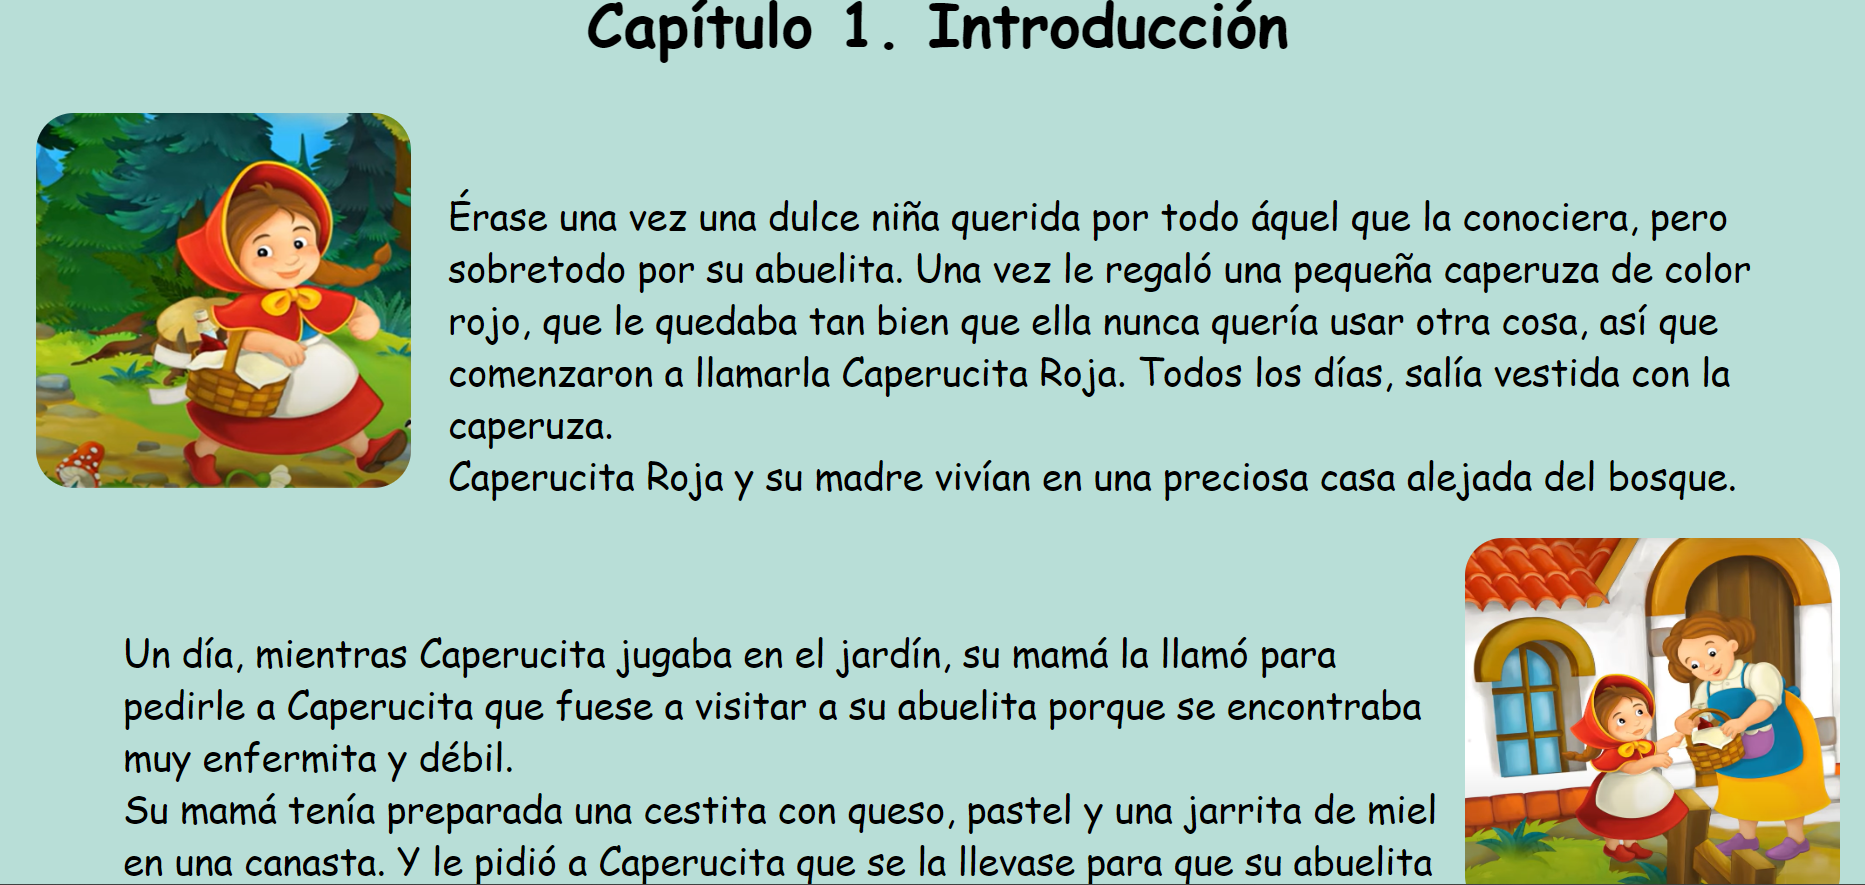 Capítulo 1. Introducción
Érase una vez una dulce niña querida por todo áquel que la conociera, pero
sobretodo por su abuelita. Una vez le regaló una pequeña caperuza de color
rojo, que le quedaba tan bien que ella nunca quería usar otra cosa, así que
comenzaron a llamarla Caperucita Roja. Todos los días, salía vestida con la
caperuza.
Caperucita Roja y su madre vivían en una preciosa casa alejada del bosque.
Un día, mientras Caperucita jugaba en el jardín, su mamá la llamó para
pedirle a Caperucita que fuese a visitar a su abuelita porque se encontraba
muy enfermita y débil.
Su mamá tenía preparada una cestita con queso, pastel y una jarrita de miel
en una canasta. Y le pidió a Caperucita que se la llevase para que su abuelita